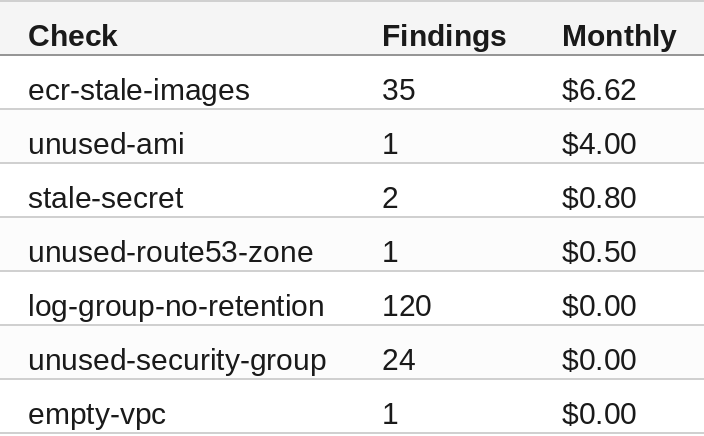 Check Findings Monthly
ecr-stale-images 35 $6.62
unused-ami 1 $4.00
stale-secret 2 $0.80
unused-route53-zone 1 $0.50
log-group-no-retention 120 $0.00
unused-security-group 24 $0.00
empty-vpc 1 $0.00